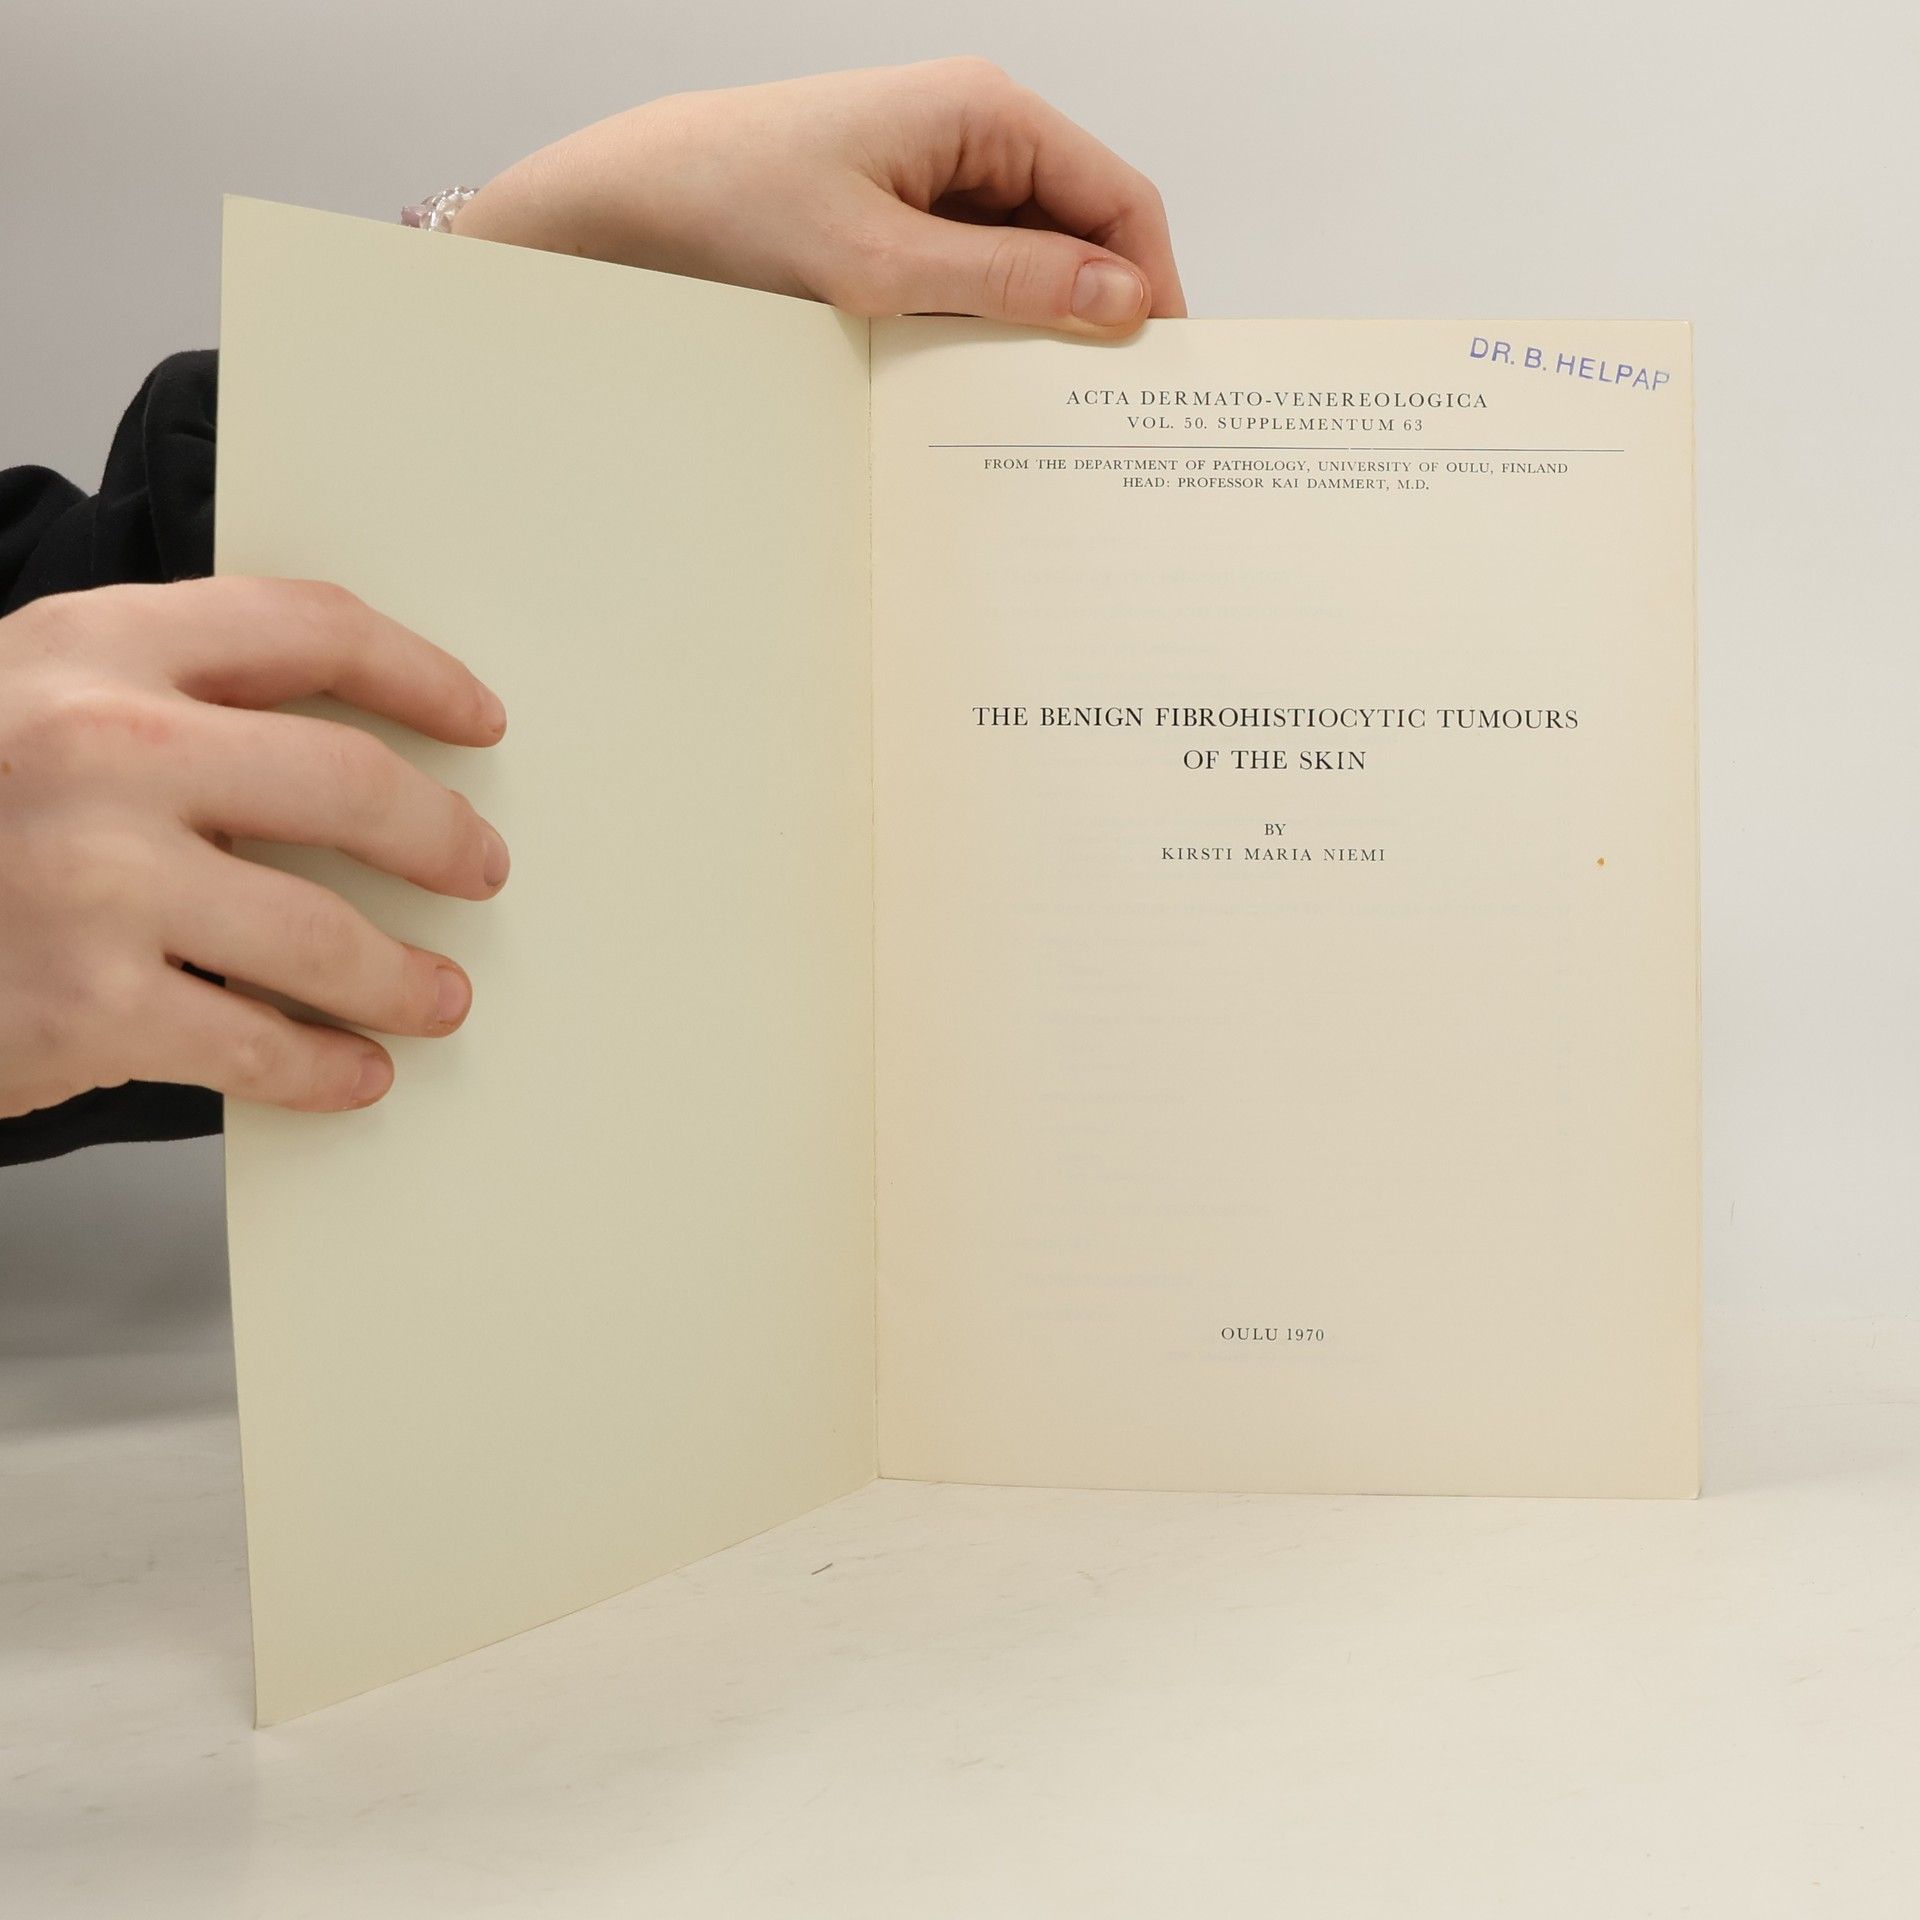 DR. B. HELPAP
ACTA DERMATO-VENEREOLOGICA
VOL. 50. SUPPLEMENTUM 63
FROM THE DEPARTMENT OF PATHOLOGY, UNIVERSITY OF OULU, FINLAND
HEAD: PROFESSOR KAI DAMMERT, M.D.
THE BENIGN FIBROHISTIOCYTIC TUMOURS
OF THE SKIN
BY
KIRSTI MARIA NIEMI
OULU 1970